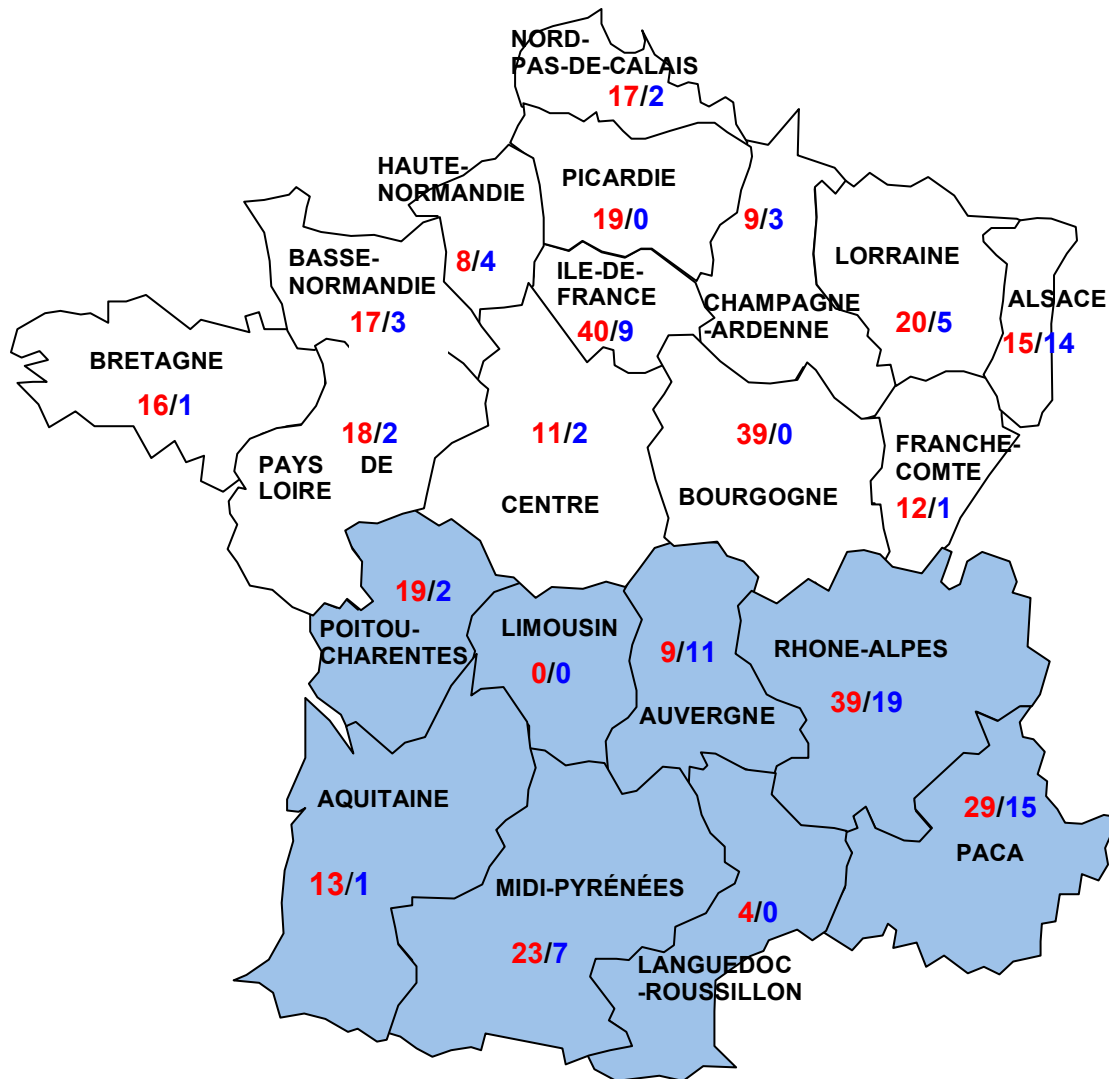 NORD-
PAS-DE-CALAIS
17/2
HAUTE-
NORMANDIE
8/4
PICARDIE
19/0
9/3
CHAMPAGNE
-ARDENNE
LORRAINE
20/5
ALSACE
15/14
BASSE-
NORMANDIE
17/3
ILE-DE-
FRANCE
40/9
BRETAGNE
16/1
18/2
PAYS DE
LOIRE
11/2
CENTRE
39/0
BOURGOGNE
FRANCHE-
COMTE
12/1
19/2
POITOU-
CHARENTES
LIMOUSIN
0/0
9/11
AUVERGNE
RHONE-ALPES
39/19
AQUITAINE
13/1
MIDI-PYRÉNÉES
23/7
4/0
LANGUEDOC
-ROUSSILLON
29/15
PACA